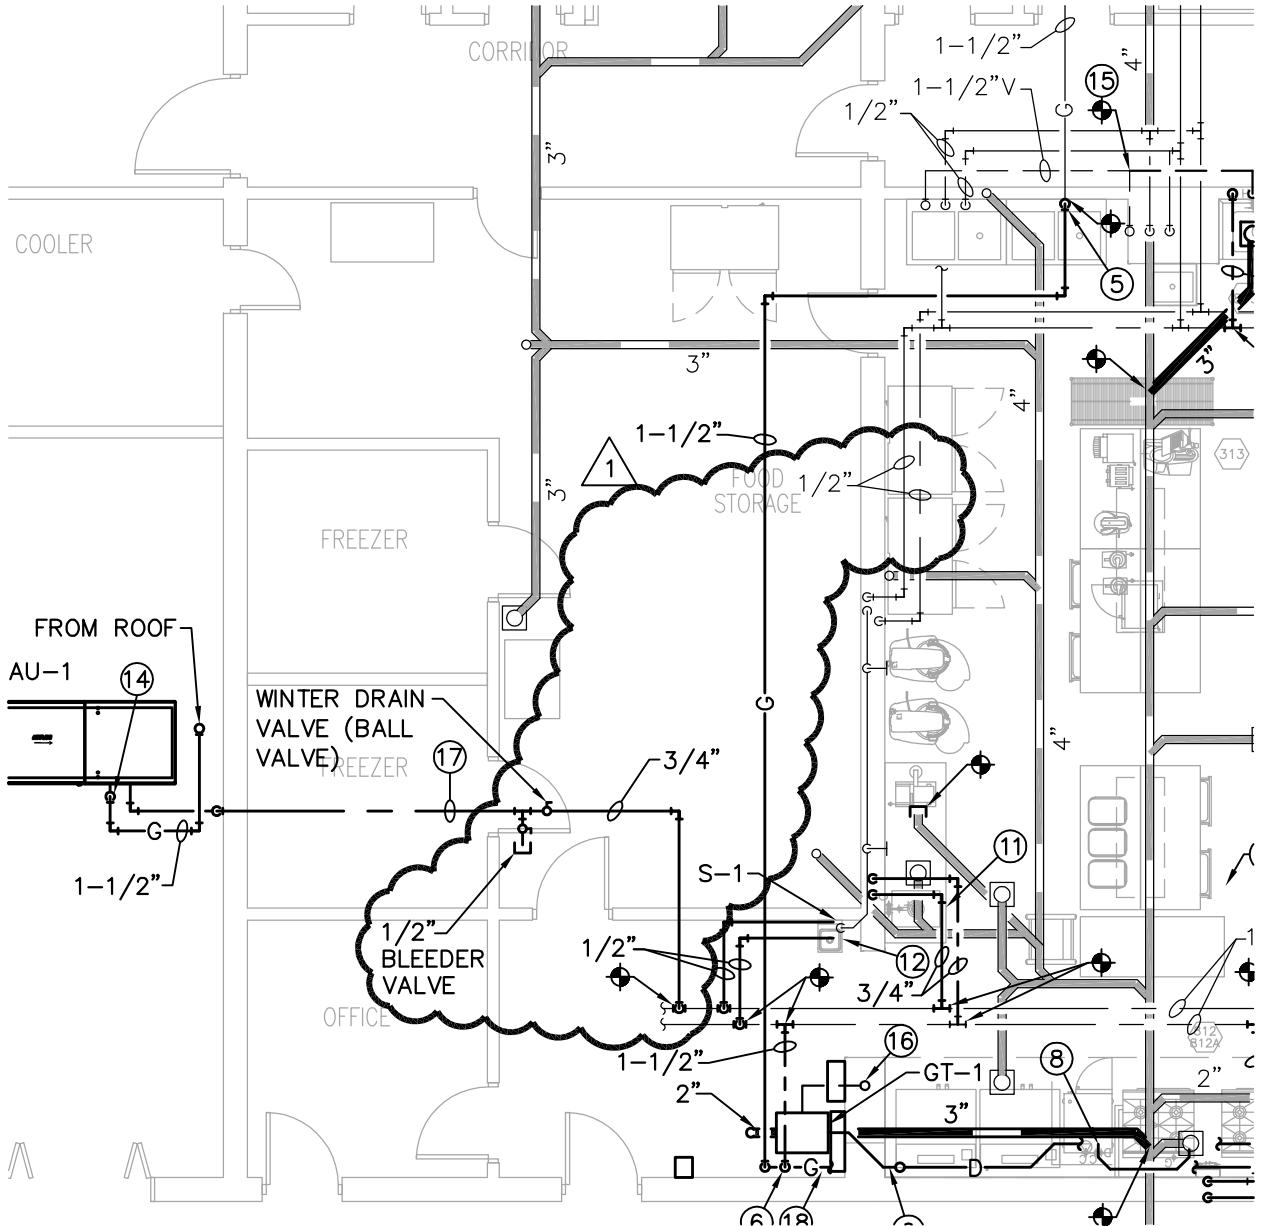 CORRIDOR
1-1/2"
4"
1-1/2"V
15
1/2"
G
3"
COOLER
5
3"
3"
4"
1-1/2"
1
FOOD
STORAGE
1/2"
313
3"
FREEZER
FROM ROOF
AU-1
14
WINTER DRAIN
VALVE (BALL
VALVE)
FREEZER
17
3/4"
G
4"
G
1-1/2"
S-1
11
1/2"
BLEEDER
VALVE
1/2"
12
3/4"
OFFICE
1-1/2"
16
312
312A
GT-1
8
2"
2"
3"
G
D
6
18